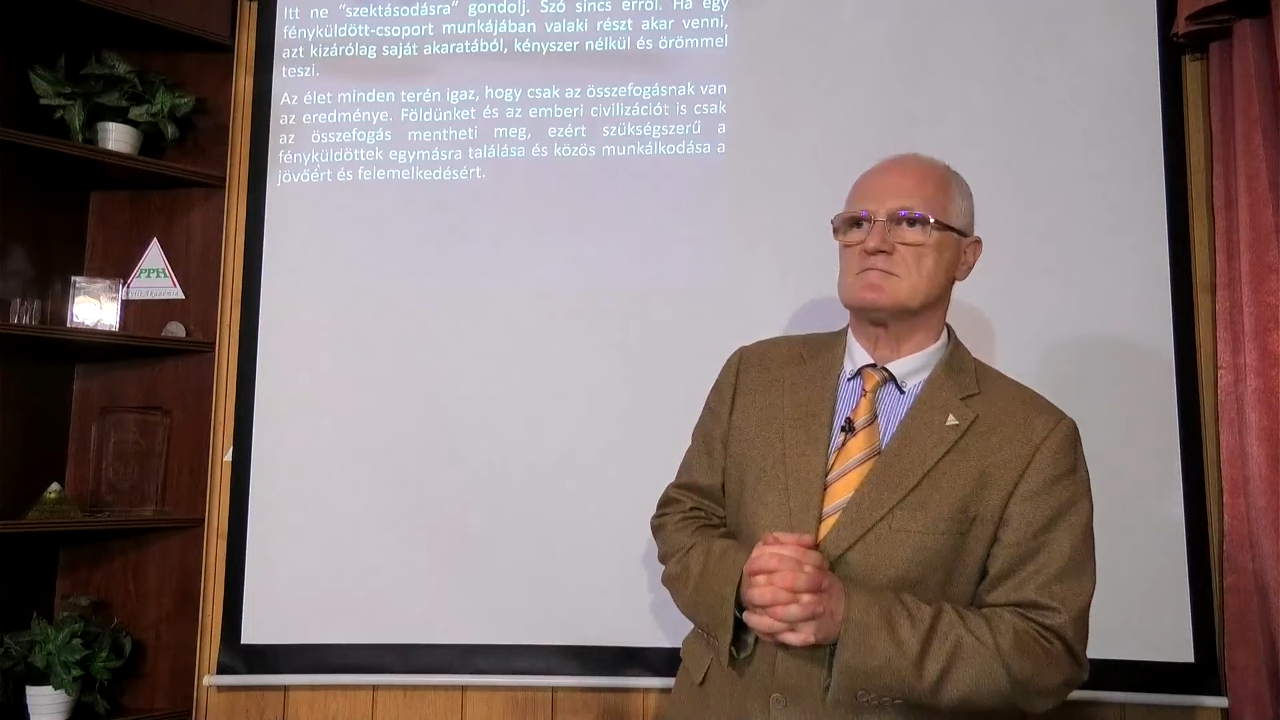 Itt ne "szektásodásra" gondolj. Szó sincs erről. Ha egy
fényküldött-csoport munkájában valaki részt akar venni,
azt kizárólag saját akaratából, kényszer nélkül és örömmel
teszi.
Az élet minden terén igaz, hogy csak az összefogásnak van
az eredménye. Földünket és az emberi civilizációt is csak
az összefogás mentheti meg, ezért szükségszerű a
fényküldöttek egymásra találása és közös munkálkodása a
jövőért és felemelkedésért.
PPH
Nyílt Akadémia